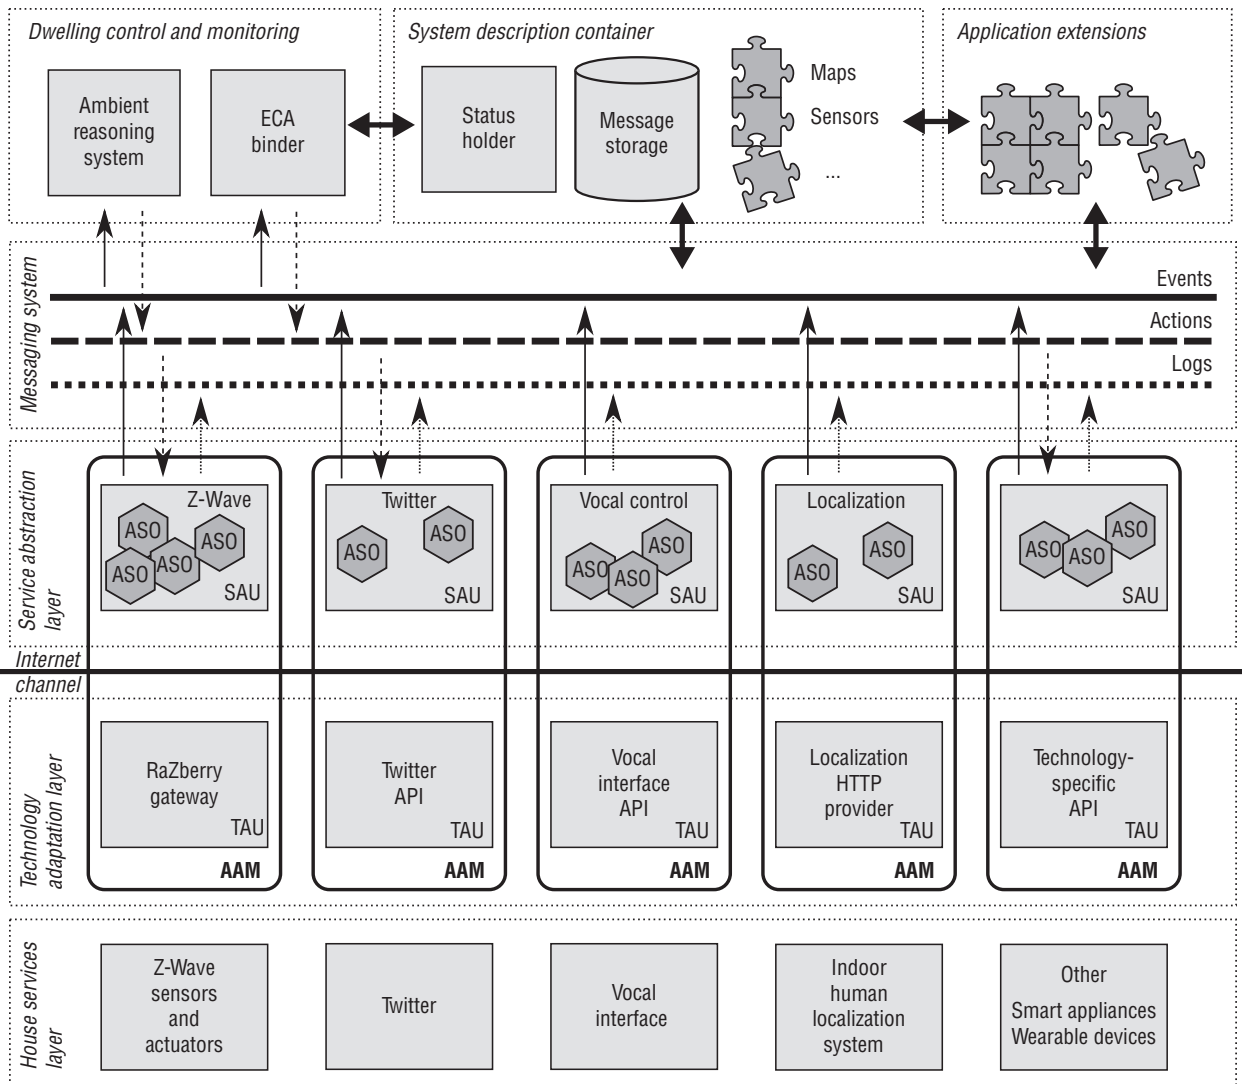 Dwelling control and monitoring
Ambient
reasoning
system
ECA
binder
System description container
Status
holder
Message
storage
Maps
Sensors
...
Application extensions
Messaging system
Events
Actions
Logs
Service abstraction
layer
Z-Wave
ASO
ASO
ASO
ASO
SAU
Twitter
ASO
ASO
SAU
Vocal control
ASO
ASO
ASO
SAU
Localization
ASO
ASO
SAU
ASO
ASO
ASO
SAU
Internet
channel
Technology
adaptation layer
RaZberry
gateway
TAU
AAM
Twitter
API
TAU
AAM
Vocal
interface
API
TAU
AAM
Localization
HTTP
provider
TAU
AAM
Technology-
specific
API
TAU
AAM
House services
layer
Z-Wave
sensors
and
actuators
Twitter
Vocal
interface
Indoor
human
localization
system
Other
Smart appliances
Wearable devices